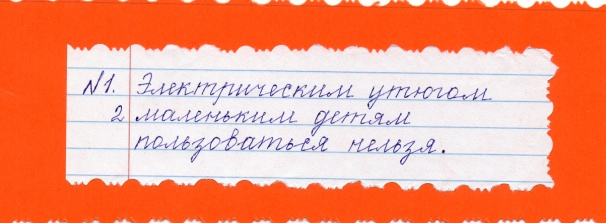 №1. Электрическим утюгом
2 маленьким детям
пользоваться нельзя.